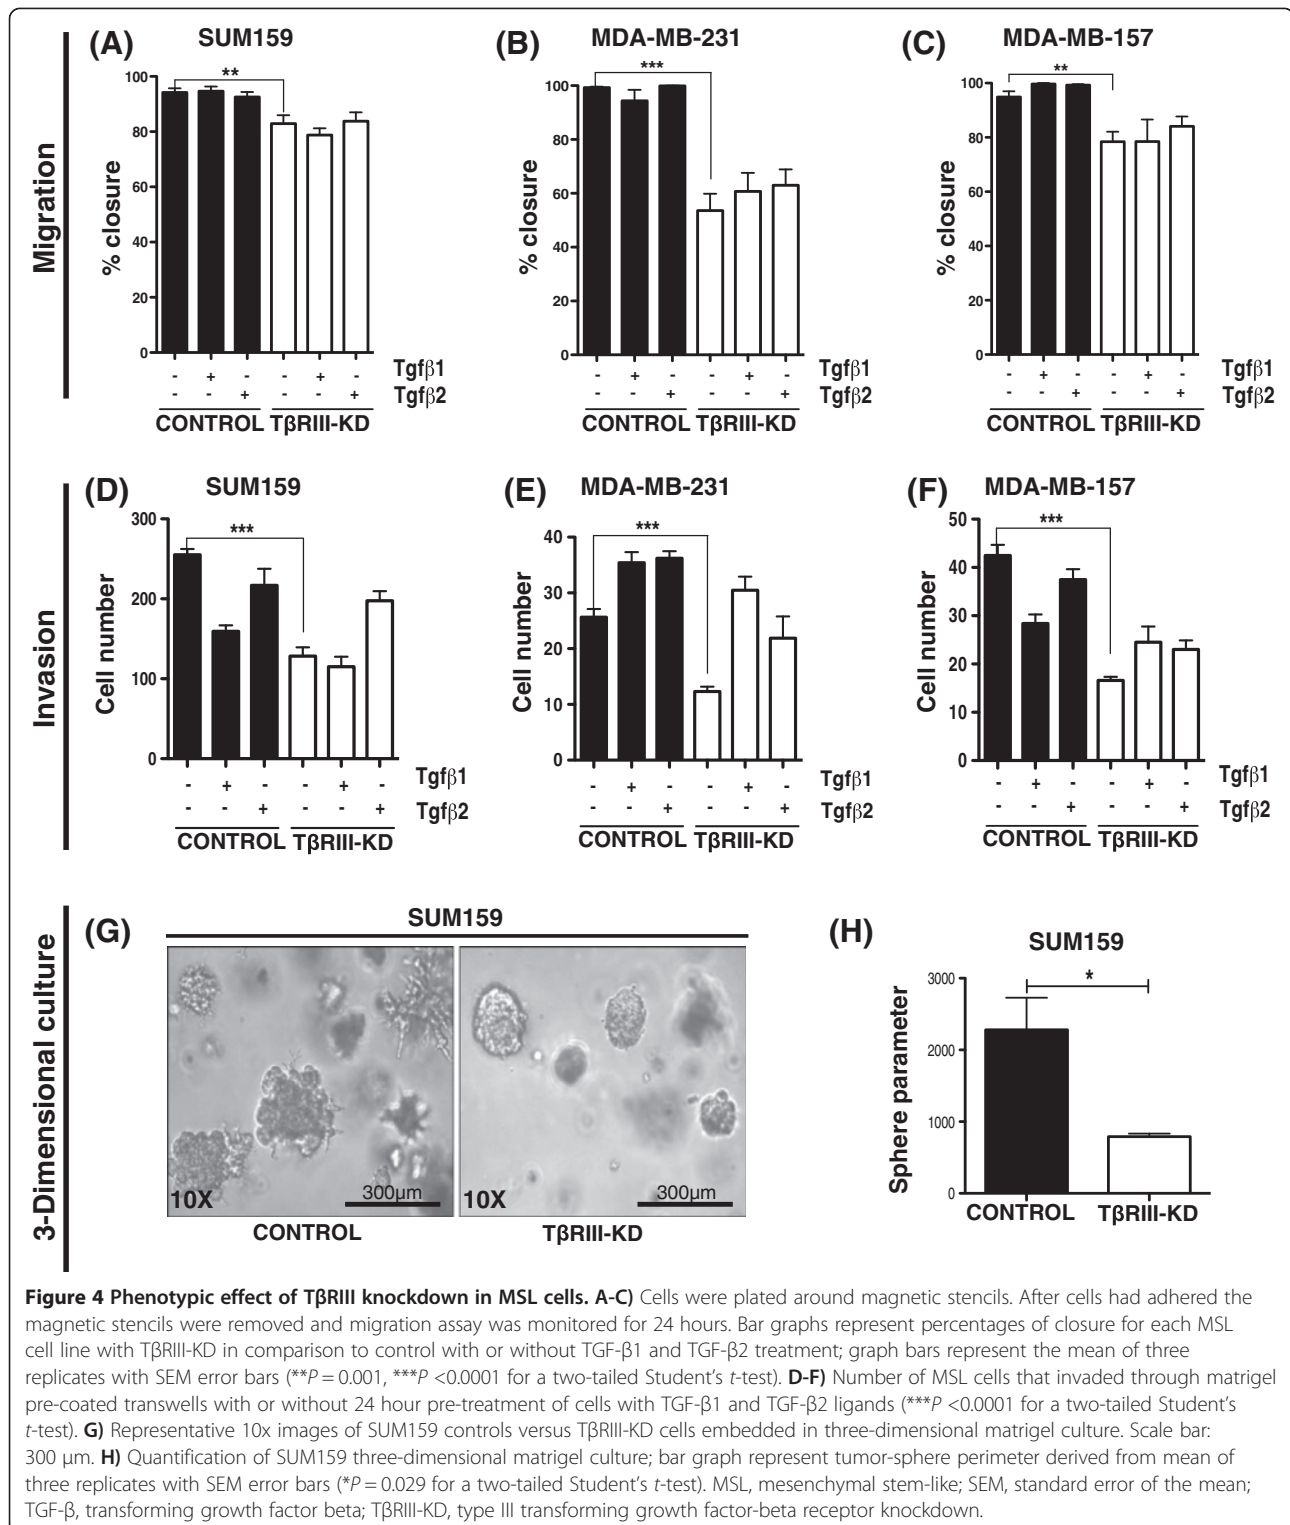 Migration
(A) SUM159
**
% closure
100
80
60
40
20
0
- + - - + - Tgfβ1
- - + - - + Tgfβ2
CONTROL TβRIII-KD
(B) MDA-MB-231
***
% closure
100
80
60
40
20
0
- + - - + - Tgfβ1
- - + - - + Tgfβ2
CONTROL TβRIII-KD
(C) MDA-MB-157
**
% closure
100
80
60
40
20
0
- + - - + - Tgfβ1
- - + - - + Tgfβ2
CONTROL TβRIII-KD
Invasion
(D) SUM159
***
Cell number
300
200
100
0
- + - - + - Tgfβ1
- - + - - + Tgfβ2
CONTROL TβRIII-KD
(E) MDA-MB-231
***
Cell number
40
30
20
10
0
- + - - + - Tgfβ1
- - + - - + Tgfβ2
CONTROL TβRIII-KD
(F) MDA-MB-157
***
Cell number
50
40
30
20
10
0
- + - - + - Tgfβ1
- - + - - + Tgfβ2
CONTROL TβRIII-KD
3-Dimensional culture
(G) SUM159
10X 300µm
CONTROL
10X 300µm
TβRIII-KD
(H) SUM159
*
Sphere parameter
3000
2000
1000
0
CONTROL TβRIII-KD
Figure 4 Phenotypic effect of TβRIII knockdown in MSL cells. A-C) Cells were plated around magnetic stencils. After cells had adhered the
magnetic stencils were removed and migration assay was monitored for 24 hours. Bar graphs represent percentages of closure for each MSL
cell line with TβRIII-KD in comparison to control with or without TGF-β1 and TGF-β2 treatment; graph bars represent the mean of three
replicates with SEM error bars (**P = 0.001, ***P <0.0001 for a two-tailed Student's t-test). D-F) Number of MSL cells that invaded through matrigel
pre-coated transwells with or without 24 hour pre-treatment of cells with TGF-β1 and TGF-β2 ligands (***P <0.0001 for a two-tailed Student's
t-test). G) Representative 10x images of SUM159 controls versus TβRIII-KD cells embedded in three-dimensional matrigel culture. Scale bar:
300 µm. H) Quantification of SUM159 three-dimensional matrigel culture; bar graph represent tumor-sphere perimeter derived from mean of
three replicates with SEM error bars (*P = 0.029 for a two-tailed Student's t-test). MSL, mesenchymal stem-like; SEM, standard error of the mean;
TGF-β, transforming growth factor beta; TβRIII-KD, type III transforming growth factor-beta receptor knockdown.